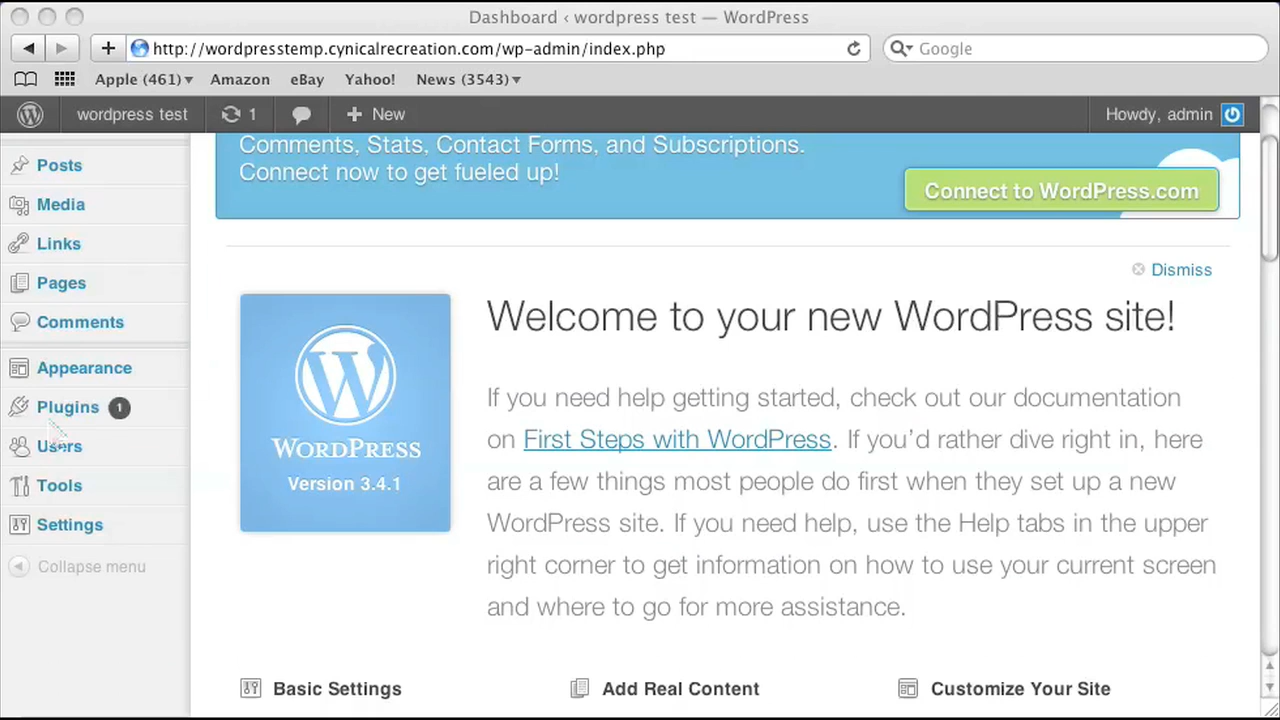 Dashboard ‹ wordpress test — WordPress
http://wordpresstemp.cynicalrecreation.com/wp-admin/index.php
Google
Apple (461)▾ Amazon eBay Yahoo! News (3543)▾
wordpress test 1 + New Howdy, admin
Posts
Media
Links
Pages
Comments
Appearance
Plugins 1
Users
Tools
Settings
Collapse menu
Comments, Stats, Contact Forms, and Subscriptions.
Connect now to get fueled up!
Connect to WordPress.com
Dismiss
WORDPRESS
Version 3.4.1
Welcome to your new WordPress site!
If you need help getting started, check out our documentation
on First Steps with WordPress. If you’d rather dive right in, here
are a few things most people do first when they set up a new
WordPress site. If you need help, use the Help tabs in the upper
right corner to get information on how to use your current screen
and where to go for more assistance.
Basic Settings Add Real Content Customize Your Site